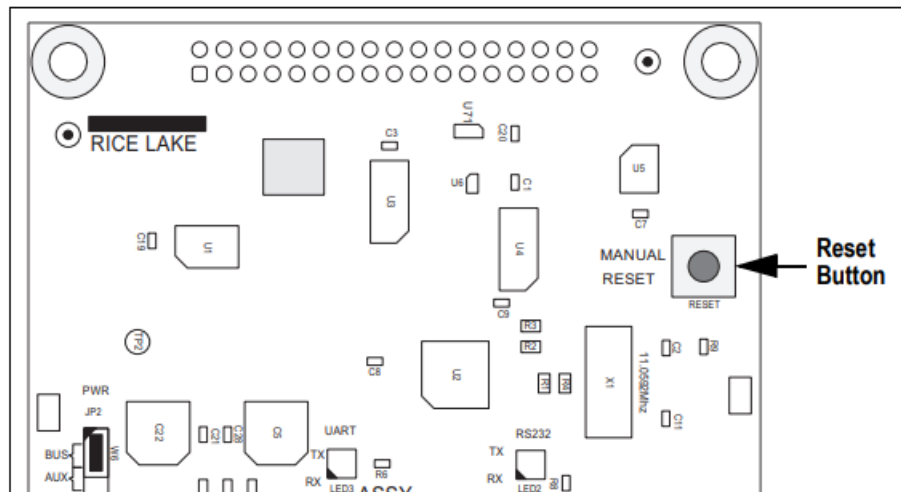 U71
C20
C3
RICE LAKE
U5
U6
C1
U3
C7
C19
U1
U4
MANUAL
RESET
RESET
Reset
Button
C9
R3
TP2
R2
C2
R9
C8
U2
R1
R4
X1
11.0592Mhz
PWR
JP2
C22
C21
C28
C5
UART
C11
RS232
W6
BUS
TX
TX
AUX
RX
R6
RX
LED3
ASSY
LED2
R8